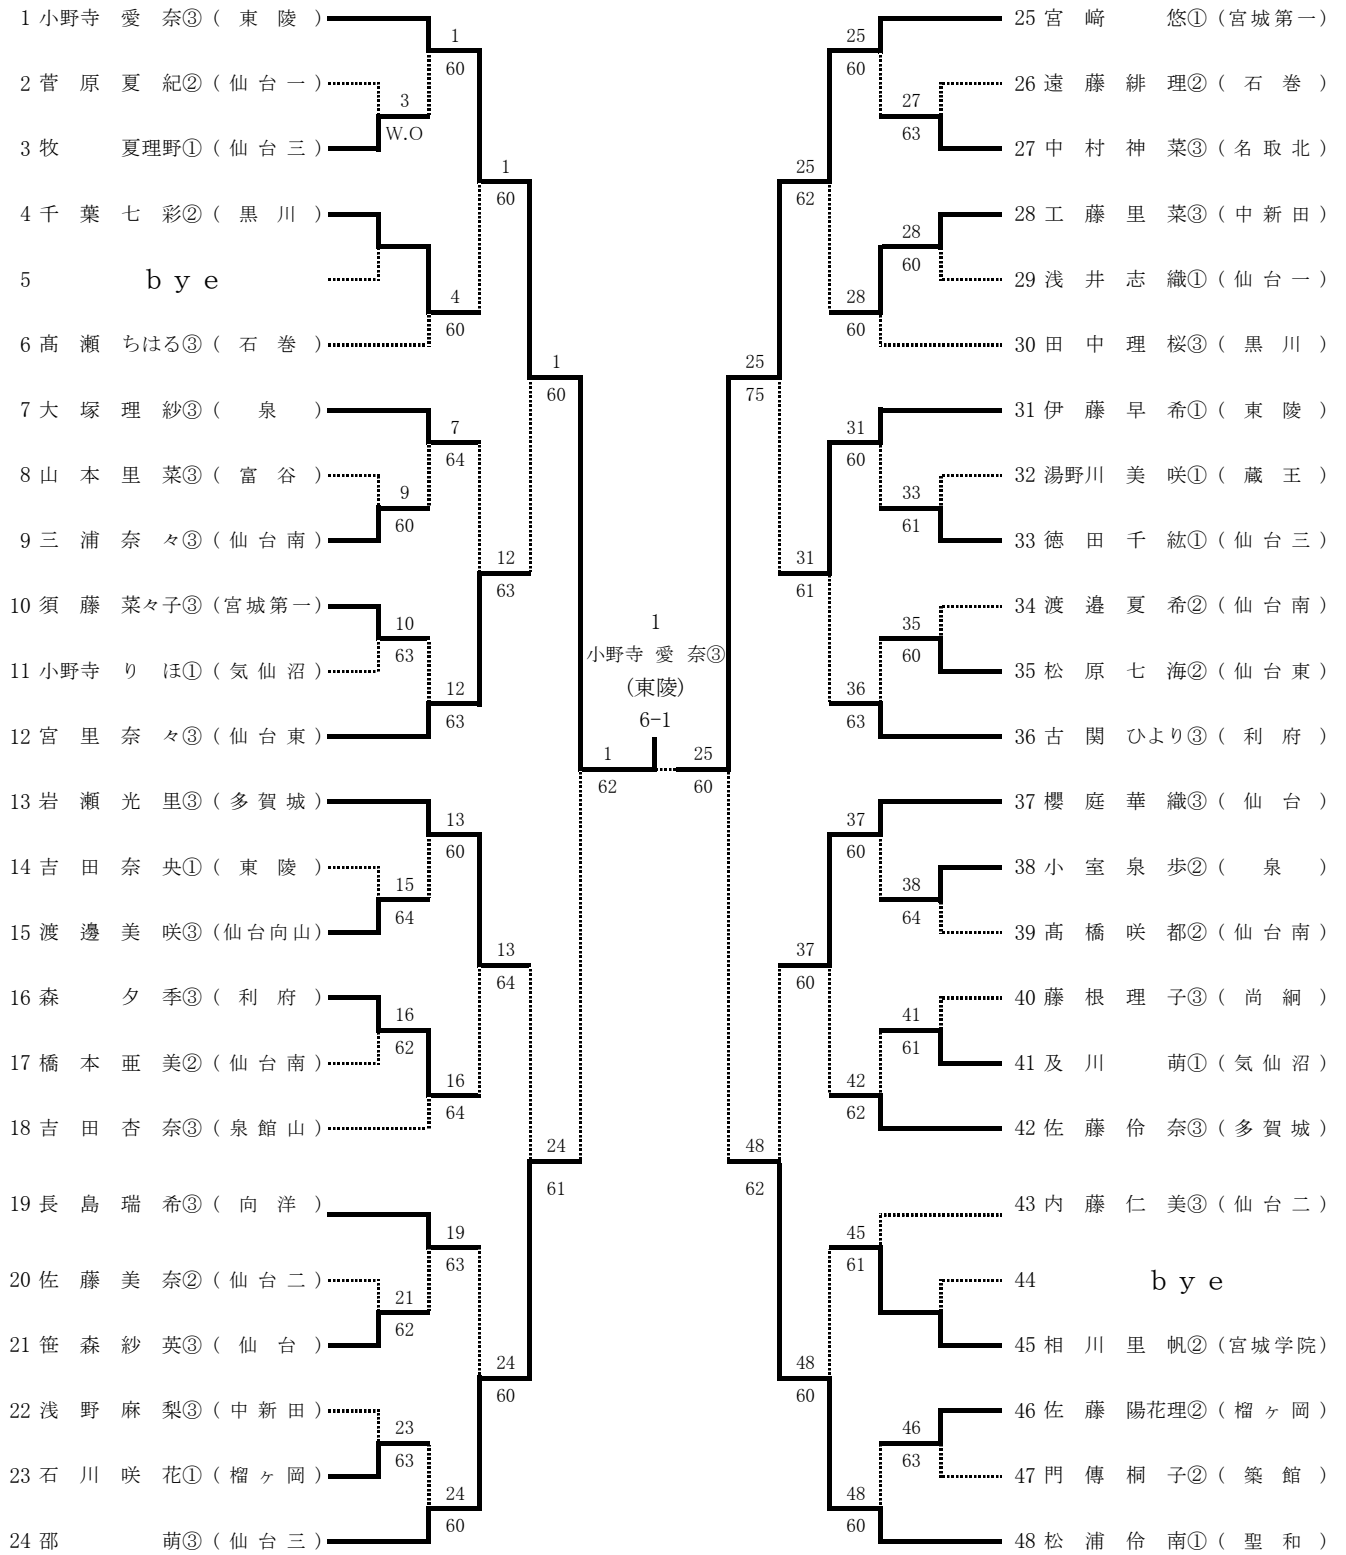 1 小野寺 愛 奈③ ( 東 陵 )
1
60
2 菅 原 夏 紀② ( 仙 台 一 )
3
W.O
3 牧 夏理野① ( 仙 台 三 )
1
60
4 千 葉 七 彩② ( 黒 川 )
5 ｂｙｅ
4
60
6 髙 瀬 ちはる③ ( 石 巻 )
1
60
7 大 塚 理 紗③ ( 泉 )
7
64
8 山 本 里 菜③ ( 富 谷 )
9
60
9 三 浦 奈 々③ ( 仙 台 南 )
12
63
10 須 藤 菜々子③ ( 宮城第一 )
10
63
11 小野寺 り ほ① ( 気 仙 沼 )
12
63
12 宮 里 奈 々③ ( 仙 台 東 )
1
62
13 岩 瀬 光 里③ ( 多 賀 城 )
13
60
14 吉 田 奈 央① ( 東 陵 )
15
64
15 渡 邊 美 咲③ ( 仙台向山 )
13
64
16 森 夕 季③ ( 利 府 )
16
62
17 橋 本 亜 美② ( 仙 台 南 )
16
64
18 吉 田 杏 奈③ ( 泉 館 山 )
24
61
19 長 島 瑞 希③ ( 向 洋 )
19
63
20 佐 藤 美 奈② ( 仙 台 二 )
21
62
21 笹 森 紗 英③ ( 仙 台 )
24
60
22 浅 野 麻 梨③ ( 中 新 田 )
23
63
23 石 川 咲 花① ( 榴 ヶ 岡 )
24
60
24 邵 萌③ ( 仙 台 三 )
1
小野寺 愛 奈③
(東陵)
6-1
25 宮 﨑 悠① ( 宮城第一 )
25
60
26 遠 藤 緋 理② ( 石 巻 )
27
63
27 中 村 神 菜③ ( 名 取 北 )
25
62
28 工 藤 里 菜③ ( 中 新 田 )
28
60
29 浅 井 志 織① ( 仙 台 一 )
28
60
30 田 中 理 桜③ ( 黒 川 )
25
75
31 伊 藤 早 希① ( 東 陵 )
31
60
32 湯野川 美 咲① ( 蔵 王 )
33
61
33 徳 田 千 紘① ( 仙 台 三 )
31
61
34 渡 邉 夏 希② ( 仙 台 南 )
35
60
35 松 原 七 海② ( 仙 台 東 )
36
63
36 古 関 ひより③ ( 利 府 )
25
60
37 櫻 庭 華 織③ ( 仙 台 )
37
60
38 小 室 泉 歩② ( 泉 )
38
64
39 髙 橋 咲 都② ( 仙 台 南 )
37
60
40 藤 根 理 子③ ( 尚 絅 )
41
61
41 及 川 萌① ( 気 仙 沼 )
42
62
42 佐 藤 伶 奈③ ( 多 賀 城 )
48
62
43 内 藤 仁 美③ ( 仙 台 二 )
45
61
44 ｂｙｅ
45 相 川 里 帆② ( 宮城学院 )
48
60
46 佐 藤 陽花理② ( 榴 ヶ 岡 )
46
63
47 門 傳 桐 子② ( 築 館 )
48
60
48 松 浦 伶 南① ( 聖 和 )